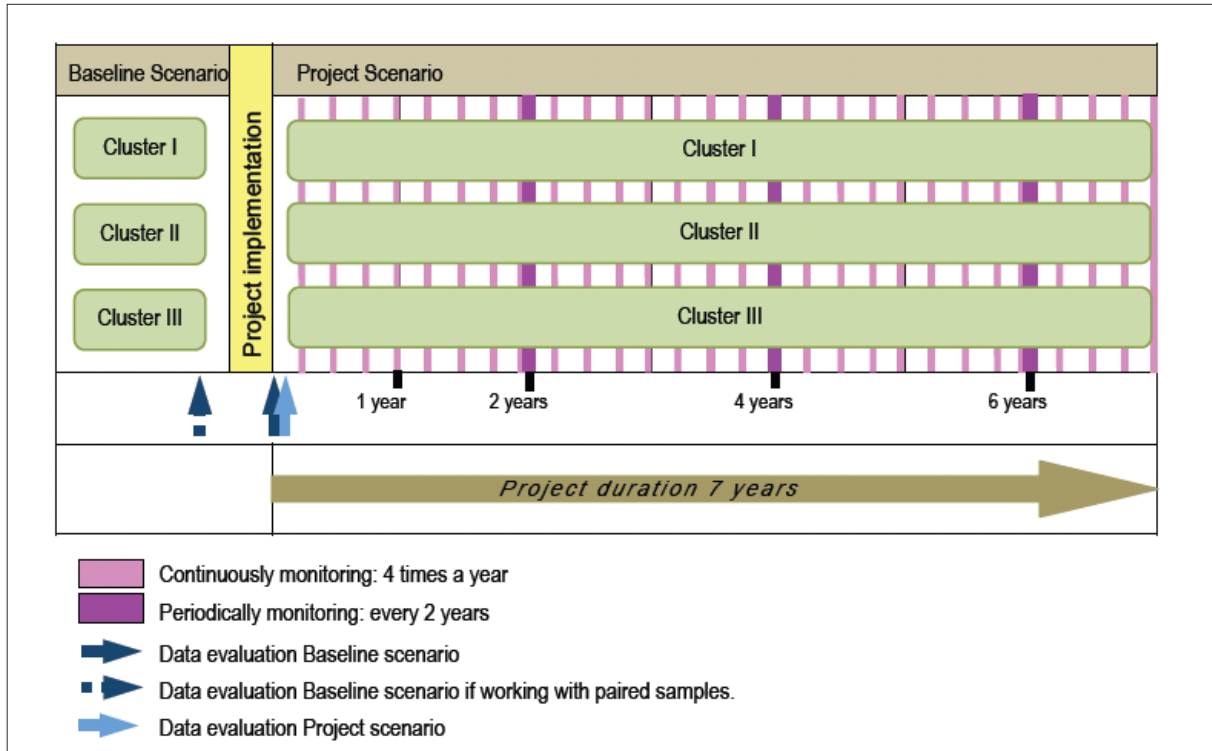 Baseline Scenario
Project implementation
Project Scenario
Cluster I
Cluster I
Cluster II
Cluster II
Cluster III
Cluster III
1 year
2 years
4 years
6 years
Project duration 7 years
Continuously monitoring: 4 times a year
Periodically monitoring: every 2 years
Data evaluation Baseline scenario
Data evaluation Baseline scenario if working with paired samples.
Data evaluation Project scenario